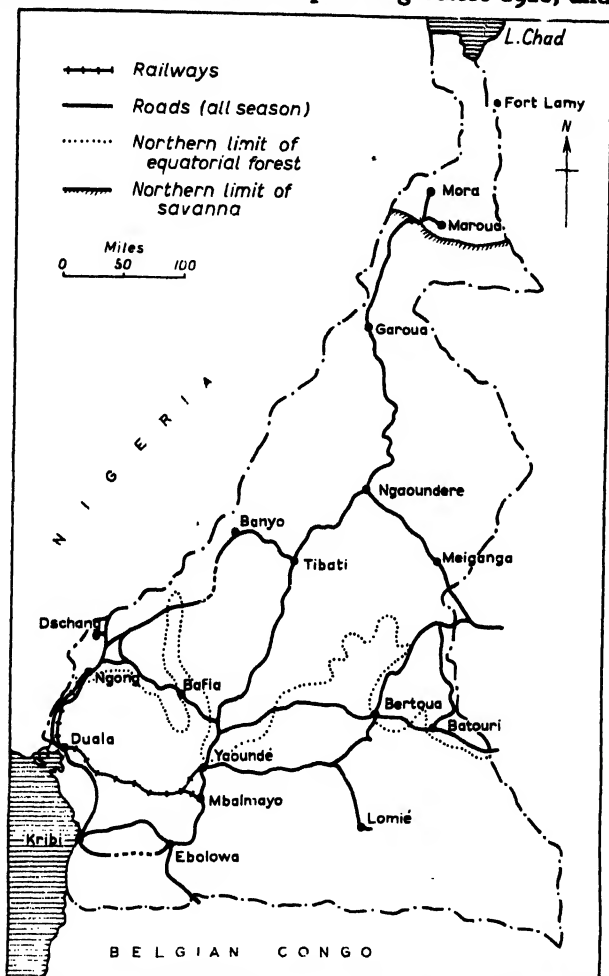 and
L. Chad
Railways
Fort Lamy
Roads (all season)
N
Northern limit of
equatorial forest
Northern limit of
savanna
Mora
Maroua
Miles
0 50 100
Garoua
NIGERIA
Ngaoundere
Banyo
Tibati
Meiganga
Dschang
Ngong
Bafia
Bertoua
Batouri
Duala
Yaoundé
Mbalmayo
Lomié
Kribi
Ebolowa
BELGIAN CONGO